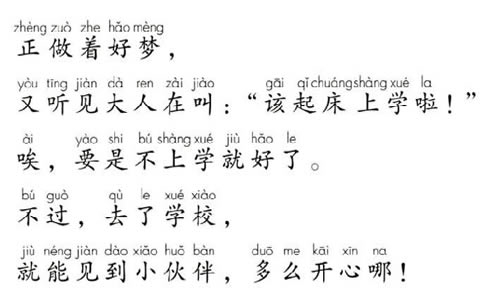 zhèng zuò zhe hǎo mèng
正做着好梦，
yòu tīng jiàn dà ren zài jiào gāi qǐ chuáng shàng xué la
又听见大人在叫：“该起床上学啦！”
ài yào shi bú shàng xué jiù hǎo le
唉，要是不上学就好了。
bú guò qù le xué xiào
不过，去了学校，
jiù néng jiàn dào xiǎo huǒ bàn duō me kāi xīn na
就能见到小伙伴，多么开心哪！